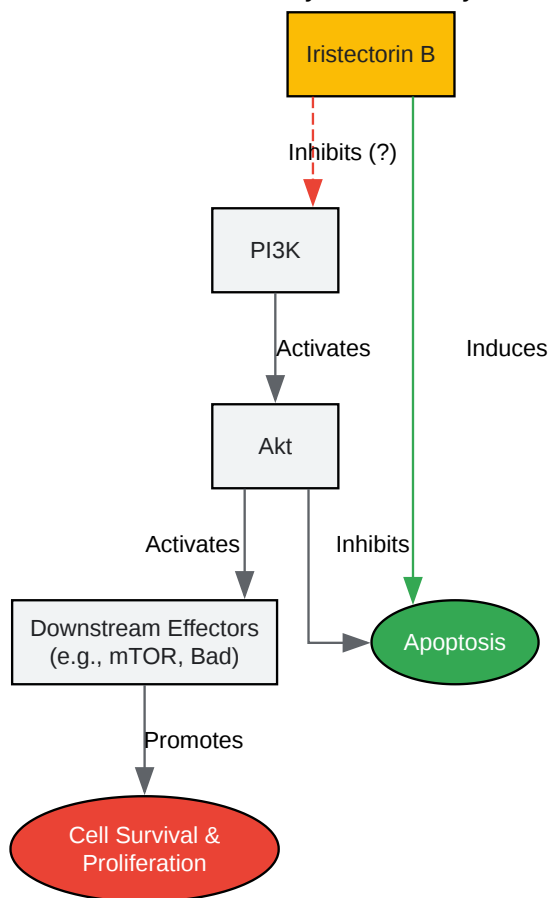 Iristectorin B
Inhibits (?)
PI3K
Activates
Induces
Akt
Activates
Inhibits
Downstream Effectors
(e.g., mTOR, Bad)
Apoptosis
Promotes
Cell Survival &
Proliferation